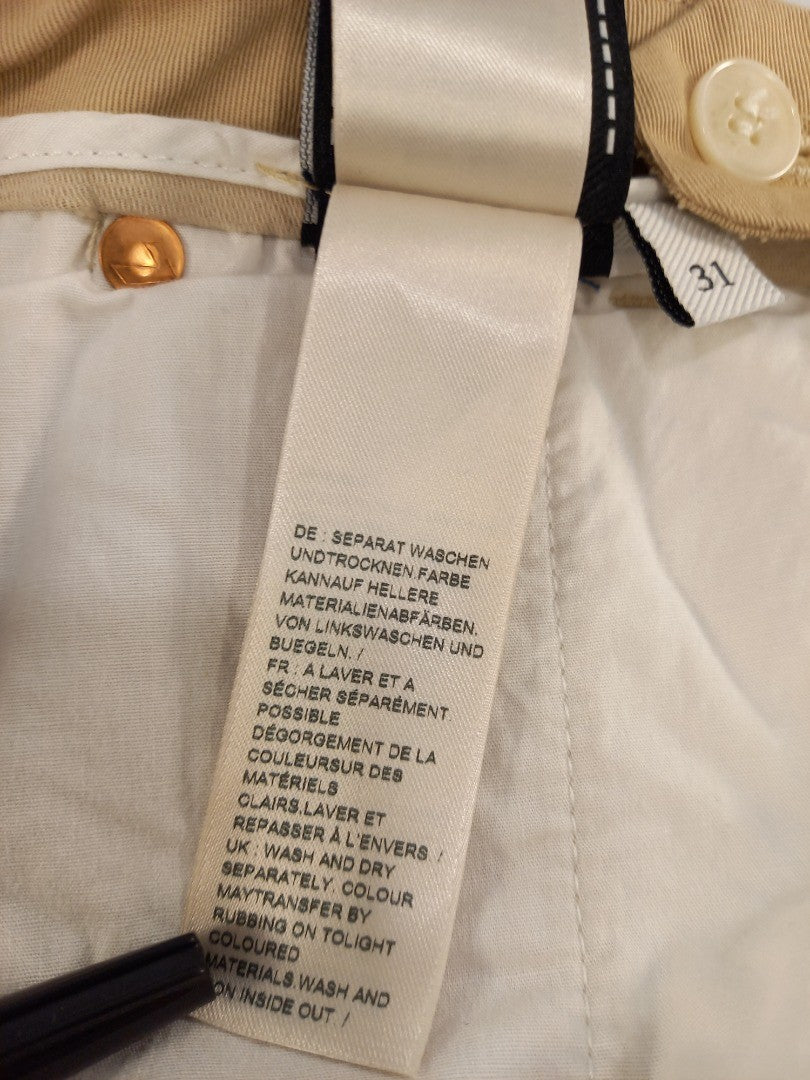 31
DE : SEPARAT WASCHEN
UNDTROCKNEN.FARBE
KANNAUF HELLERE
MATERIALIENABFÄRBEN.
VON LINKSWASCHEN UND
BUEGELN. /
FR : A LAVER ET A
SÉCHER SÉPARÉMENT.
POSSIBLE
DÉGORGEMENT DE LA
COULEURSUR DES
MATÉRIELS
CLAIRS.LAVER ET
REPASSER À L'ENVERS /
UK : WASH AND DRY
SEPARATELY. COLOUR
MAYTRANSFER BY
RUBBING ON TOLIGHT
COLOURED
MATERIALS.WASH AND
ON INSIDE OUT /